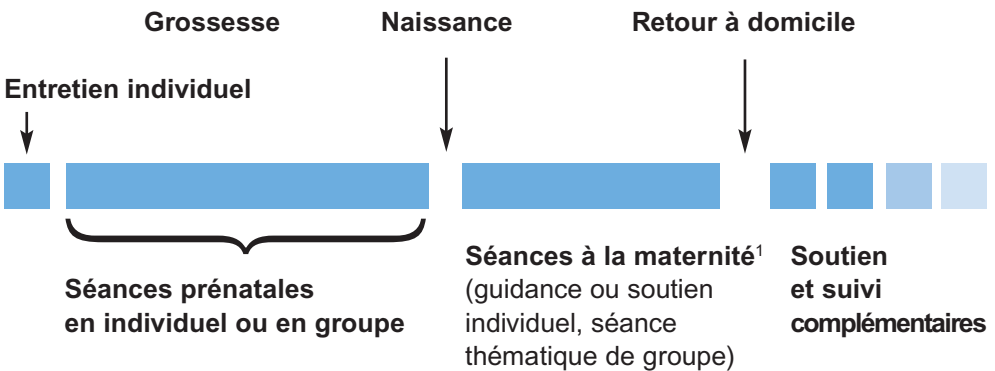 Grossesse
Naissance
Retour à domicile
Entretien individuel
Séances prénatales
en individuel ou en groupe
Séances à la maternité¹
(guidance ou soutien
individuel, séance
thématique de groupe)
Soutien
et suivi
complémentaires